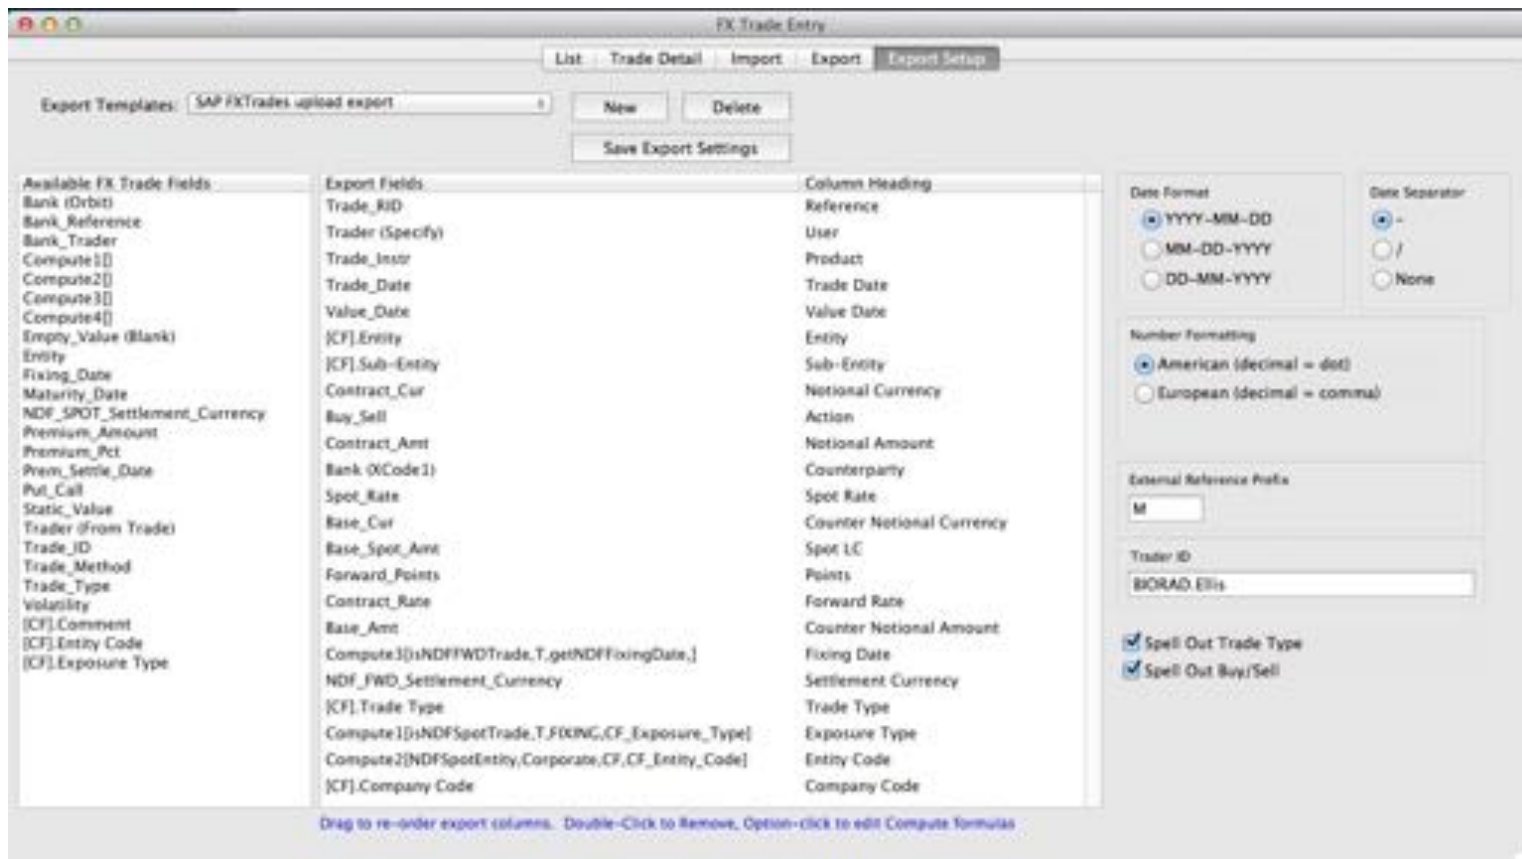 FX Trade Entry
List Trade Detail Import Export Export Setup
Export Templates: SAP FXTrades upload export New Delete
Save Export Settings
Available FX Trade Fields
Bank (Orbit)
Bank_Reference
Bank_Trader
Compute1[]
Compute2[]
Compute3[]
Compute4[]
Empty_Value (Blank)
Entity
Fixing_Date
Maturity_Date
NDF_SPOT_Settlement_Currency
Premium_Amount
Premium_Pct
Prem_Settle_Date
Put_Call
Static_Value
Trader (From Trade)
Trade_ID
Trade_Method
Trade_Type
Volatility
[CF].Comment
[CF].Entity Code
[CF].Exposure Type
Export Fields Column Heading
Trade_RID Reference
Trader (Specify) User
Trade_Instr Product
Trade_Date Trade Date
Value_Date Value Date
[CF].Entity Entity
[CF].Sub-Entity Sub-Entity
Contract_Cur Notional Currency
Buy_Sell Action
Contract_Amt Notional Amount
Bank (XCode1) Counterparty
Spot_Rate Spot Rate
Base_Cur Counter Notional Currency
Base_Spot_Amt Spot LC
Forward_Points Points
Contract_Rate Forward Rate
Base_Amt Counter Notional Amount
Compute3[isNDFFWDTrade,T,getNDFFixingDate,] Fixing Date
NDF_FWD_Settlement_Currency Settlement Currency
[CF].Trade Type Trade Type
Compute1[isNDFSpotTrade,T,FIXING,CF_Exposure_Type] Exposure Type
Compute2[NDFSpotEntity,Corporate,CF,CF_Entity_Code] Entity Code
[CF].Company Code Company Code
Drag to re-order export columns. Double-Click to Remove, Option-click to edit Compute formulas
Date Format
YYYY-MM-DD
MM-DD-YYYY
DD-MM-YYYY
Date Separator
-
/
None
Number Formatting
American (decimal = dot)
European (decimal = comma)
External Reference Prefix
M
Trader ID
BIORAD.Ellis
Spell Out Trade Type
Spell Out Buy/Sell